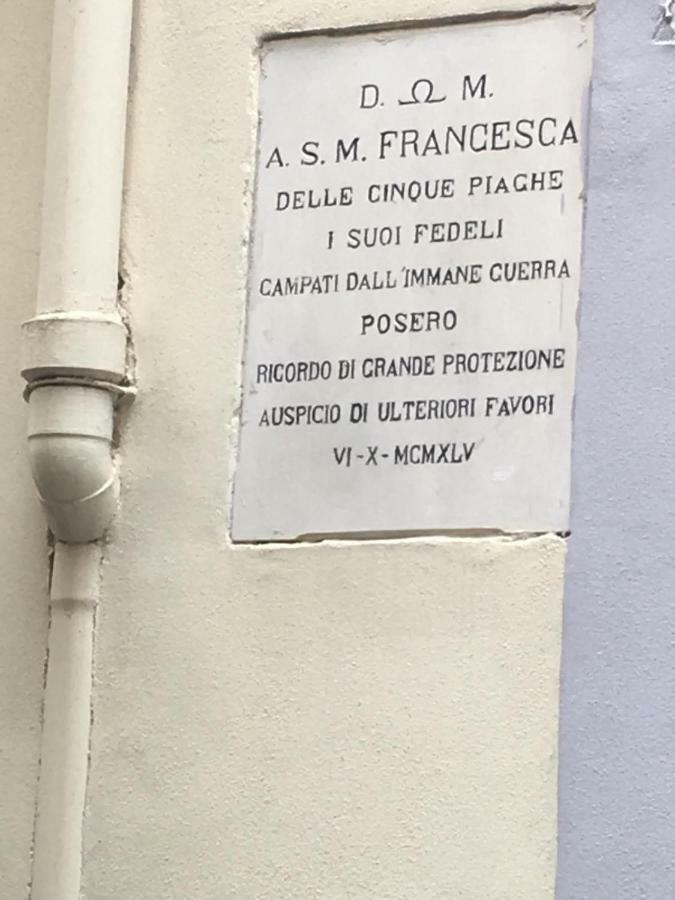 D. Ω M.
A. S. M. FRANCESCA
DELLE CINQUE PIAGHE
I SUOI FEDELI
CAMPATI DALL'IMMANE GUERRA
POSERO
RICORDO DI GRANDE PROTEZIONE
AUSPICIO DI ULTERIORI FAVORI
VI-X-MCMXLV